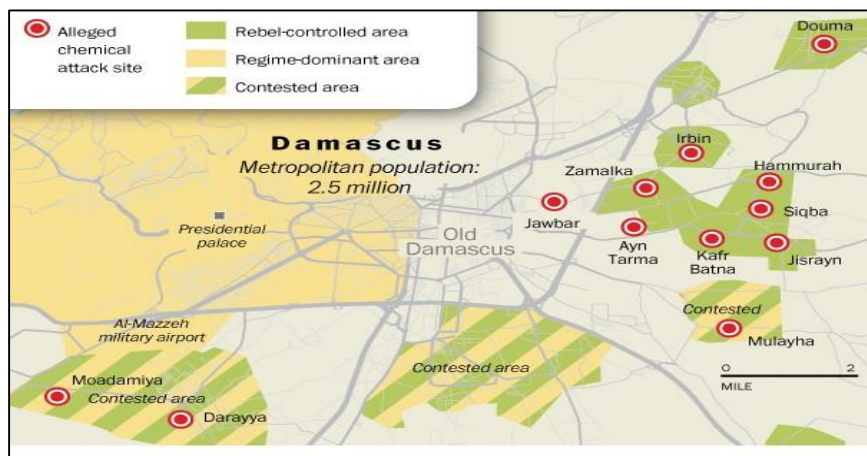 Alleged
chemical
attack site
Rebel-controlled area
Regime-dominant area
Contested area
Douma
Damascus
Metropolitan population:
2.5 million
Irbin
Zamalka
Hammurah
Presidential
palace
Old
Damascus
Jawbar
Siqba
Ayn
Tarma
Kafr
Batna
Jisrayn
Al-Mazzeh
military airport
Contested
Mulayha
Contested area
Moadamiya
Contested area
Darayya
0 2
MILE